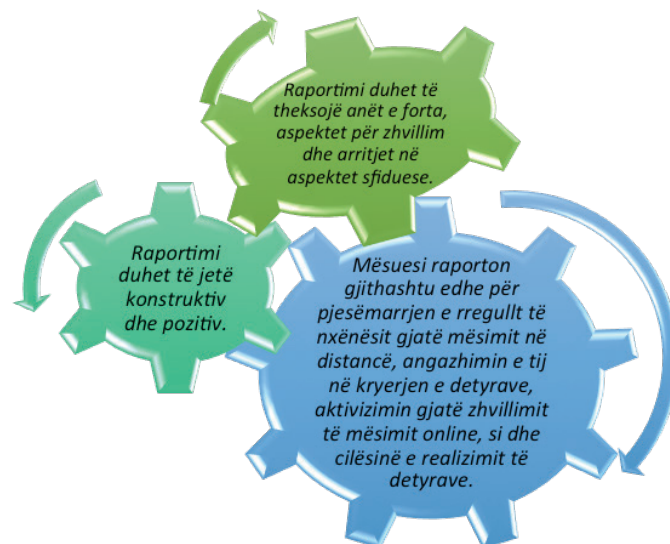 Raportimi duhet të
theksojë anët e forta,
aspektet për zhvillim
dhe arritjet në
aspektet sfiduese.
Raportimi
duhet të jetë
konstruktiv
dhe pozitiv.
Mësuesi raporton
gjithashtu edhe për
pjesëmarrjen e rregullt të
nxënësit gjatë mësimit në
distancë, angazhimin e tij
në kryerjen e detyrave,
aktivizimin gjatë zhvillimit
të mësimit online, si dhe
cilësinë e realizimit të
detyrave.